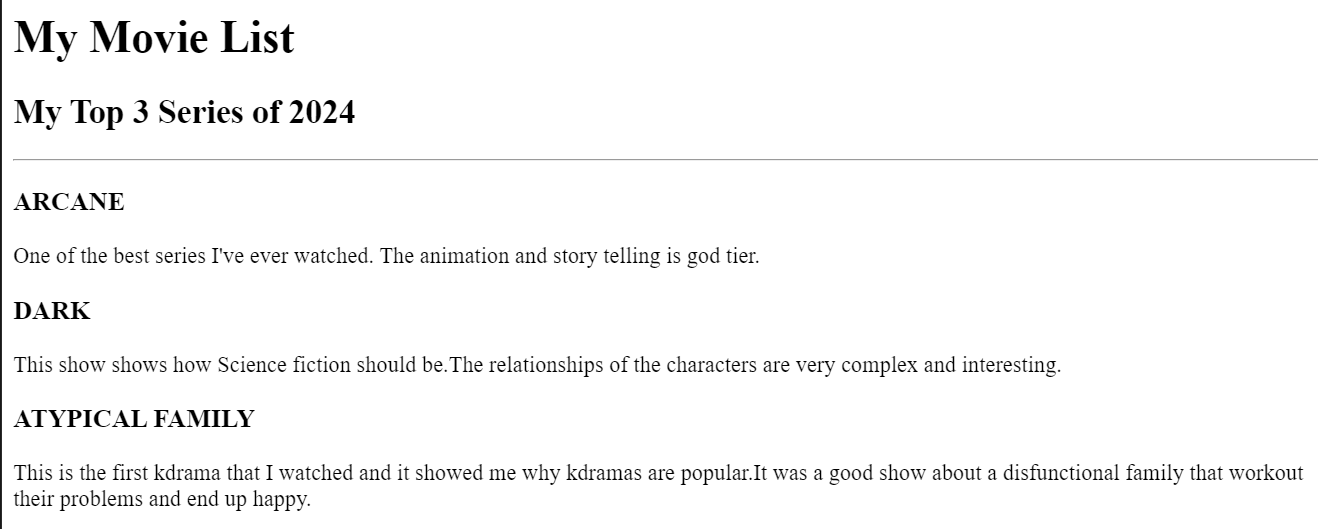 My Movie List
My Top 3 Series of 2024
ARCANE
One of the best series I've ever watched. The animation and story telling is god tier.
DARK
This show shows how Science fiction should be.The relationships of the characters are very complex and interesting.
ATYPICAL FAMILY
This is the first kdrama that I watched and it showed me why kdramas are popular.It was a good show about a disfunctional family that workout
their problems and end up happy.